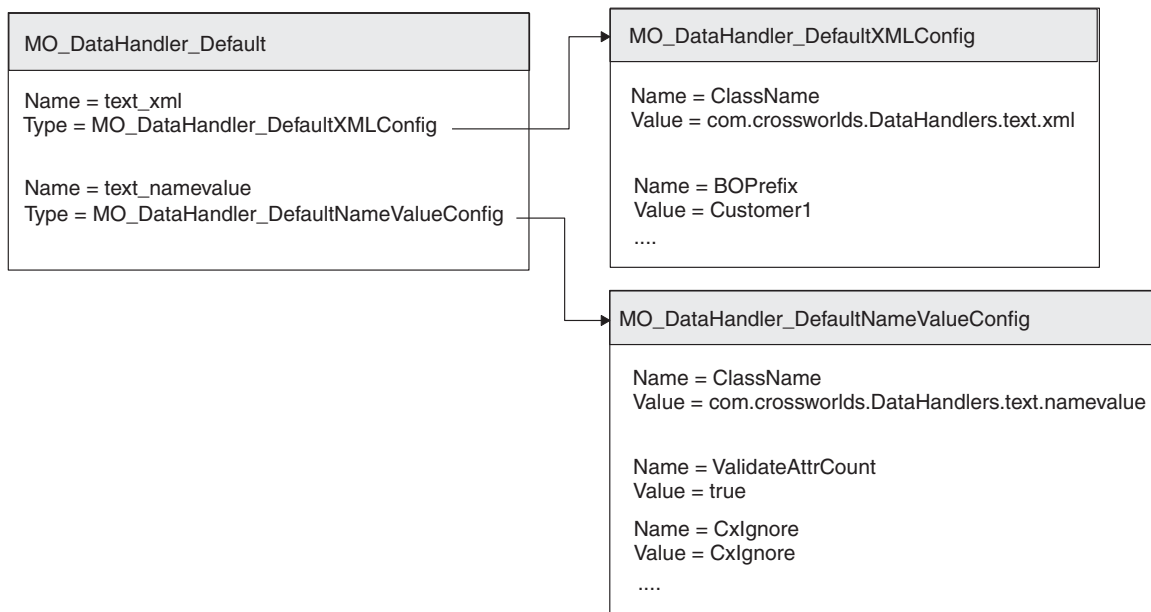 MO_DataHandler_Default
Name = text_xml
Type = MO_DataHandler_DefaultXMLConfig
Name = text_namevalue
Type = MO_DataHandler_DefaultNameValueConfig
MO_DataHandler_DefaultXMLConfig
Name = ClassName
Value = com.crossworlds.DataHandlers.text.xml
Name = BOPrefix
Value = Customer1
....
MO_DataHandler_DefaultNameValueConfig
Name = ClassName
Value = com.crossworlds.DataHandlers.text.namevalue
Name = ValidateAttrCount
Value = true
Name = CxIgnore
Value = CxIgnore
....